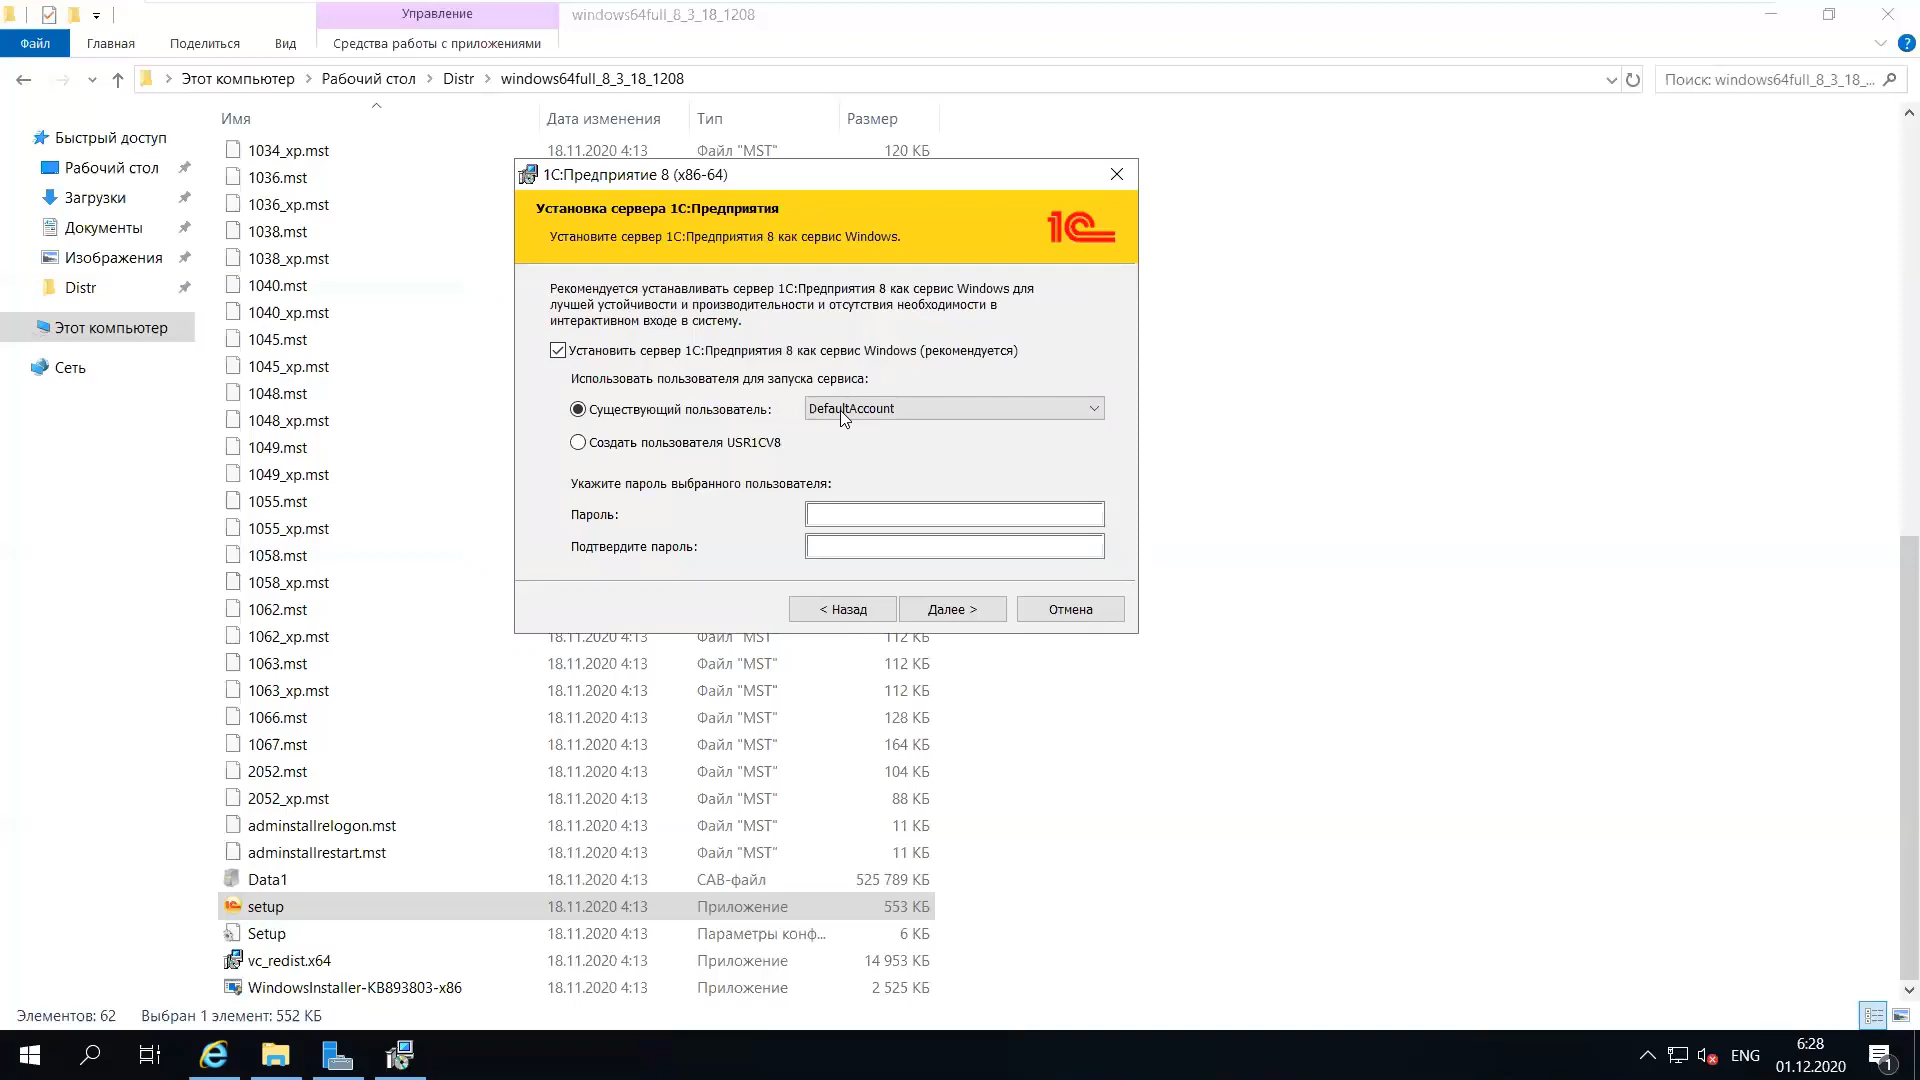 Управление
windows64full_8_3_18_1208
Файл
Главная
Поделиться
Вид
Средства работы с приложениями
Этот компьютер
Рабочий стол
Distr
windows64full_8_3_18_1208
Поиск: windows64full_8_3_18_...
Быстрый доступ
Рабочий стол
Загрузки
Документы
Изображения
Distr
Этот компьютер
Сеть
Имя Дата изменения Тип Размер
1034_xp.mst 18.11.2020 4:13 Файл "MST" 120 КБ
1036.mst
1036_xp.mst
1038.mst
1038_xp.mst
1040.mst
1040_xp.mst
1045.mst
1045_xp.mst
1048.mst
1048_xp.mst
1049.mst
1049_xp.mst
1055.mst
1055_xp.mst
1058.mst
1058_xp.mst
1062.mst
1062_xp.mst 18.11.2020 4:13 Файл "MST" 112 КБ
1063.mst 18.11.2020 4:13 Файл "MST" 112 КБ
1063_xp.mst 18.11.2020 4:13 Файл "MST" 112 КБ
1066.mst 18.11.2020 4:13 Файл "MST" 128 КБ
1067.mst 18.11.2020 4:13 Файл "MST" 164 КБ
2052.mst 18.11.2020 4:13 Файл "MST" 104 КБ
2052_xp.mst 18.11.2020 4:13 Файл "MST" 88 КБ
adminstallrelogon.mst 18.11.2020 4:13 Файл "MST" 11 КБ
adminstallrestart.mst 18.11.2020 4:13 Файл "MST" 11 КБ
Data1 18.11.2020 4:13 CAB-файл 525 789 КБ
setup 18.11.2020 4:13 Приложение 553 КБ
Setup 18.11.2020 4:13 Параметры конф... 6 КБ
vc_redist.x64 18.11.2020 4:13 Приложение 14 953 КБ
WindowsInstaller-KB893803-x86 18.11.2020 4:13 Приложение 2 525 КБ
1С:Предприятие 8 (x86-64)
Установка сервера 1С:Предприятия
Установите сервер 1С:Предприятия 8 как сервис Windows.
1С
Рекомендуется устанавливать сервер 1С:Предприятия 8 как сервис Windows для
лучшей устойчивости и производительности и отсутствия необходимости в
интерактивном входе в систему.
Установить сервер 1С:Предприятия 8 как сервис Windows (рекомендуется)
Использовать пользователя для запуска сервиса:
Существующий пользователь:
DefaultAccount
Создать пользователя USR1CV8
Укажите пароль выбранного пользователя:
Пароль:
Подтвердите пароль:
< Назад
Далее >
Отмена
Элементов: 62
Выбран 1 элемент: 552 КБ
ENG
6:28
01.12.2020
1